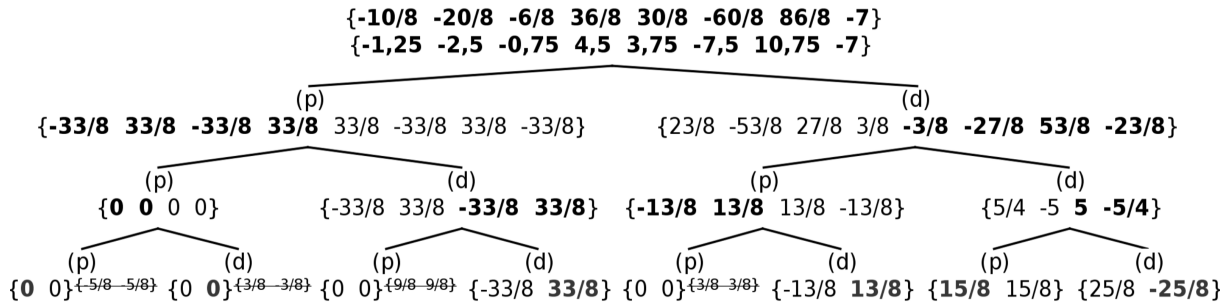 {-10/8 -20/8 -6/8 36/8 30/8 -60/8 86/8 -7}
{-1,25 -2,5 -0,75 4,5 3,75 -7,5 10,75 -7}
(p) (d)
{-33/8 33/8 -33/8 33/8 33/8 -33/8 33/8 -33/8} {23/8 -53/8 27/8 3/8 -3/8 -27/8 53/8 -23/8}
(p) (d) (p) (d)
{0 0 0 0} {-33/8 33/8 -33/8 33/8} {-13/8 13/8 13/8 -13/8} {5/4 -5 5 -5/4}
(p) (d) (p) (d) (p) (d) (p) (d)
{0 0}{-5/8 -5/8} {0 0}{3/8 -3/8} {0 0}{9/8 9/8} {-33/8 33/8} {0 0}{3/8 3/8} {-13/8 13/8} {15/8 15/8} {25/8 -25/8}